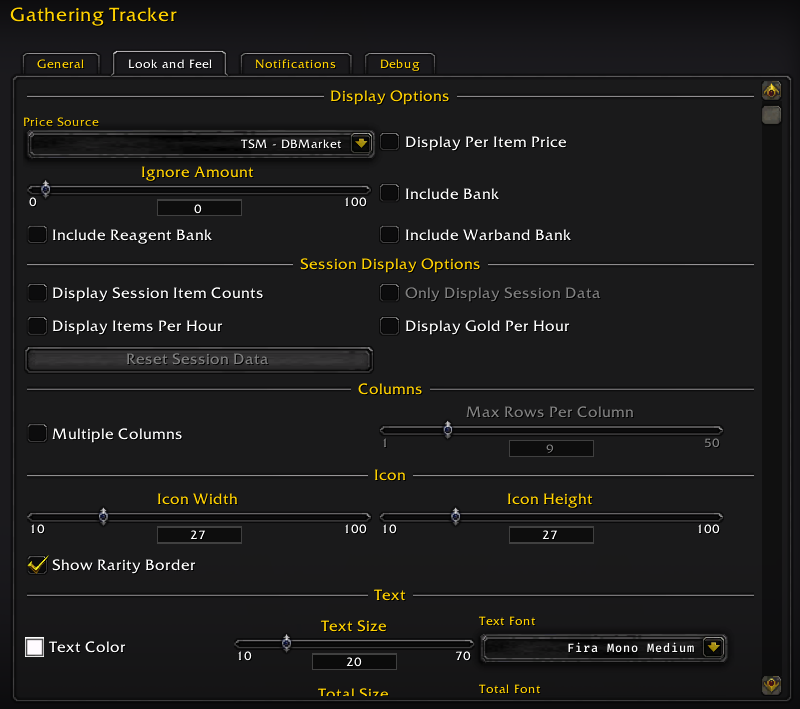 Gathering Tracker
General Look and Feel Notifications Debug
Display Options
Price Source
TSM - DBMarket Display Per Item Price
Ignore Amount
0 0 100 Include Bank
Include Reagent Bank Include Warband Bank
Session Display Options
Display Session Item Counts Only Display Session Data
Display Items Per Hour Display Gold Per Hour
Reset Session Data
Columns
Multiple Columns Max Rows Per Column
1 9 50
Icon
Icon Width Icon Height
10 27 100 10 27 100
Show Rarity Border
Text
Text Color Text Size Text Font
10 20 70 Fira Mono Medium
Total Size Total Font